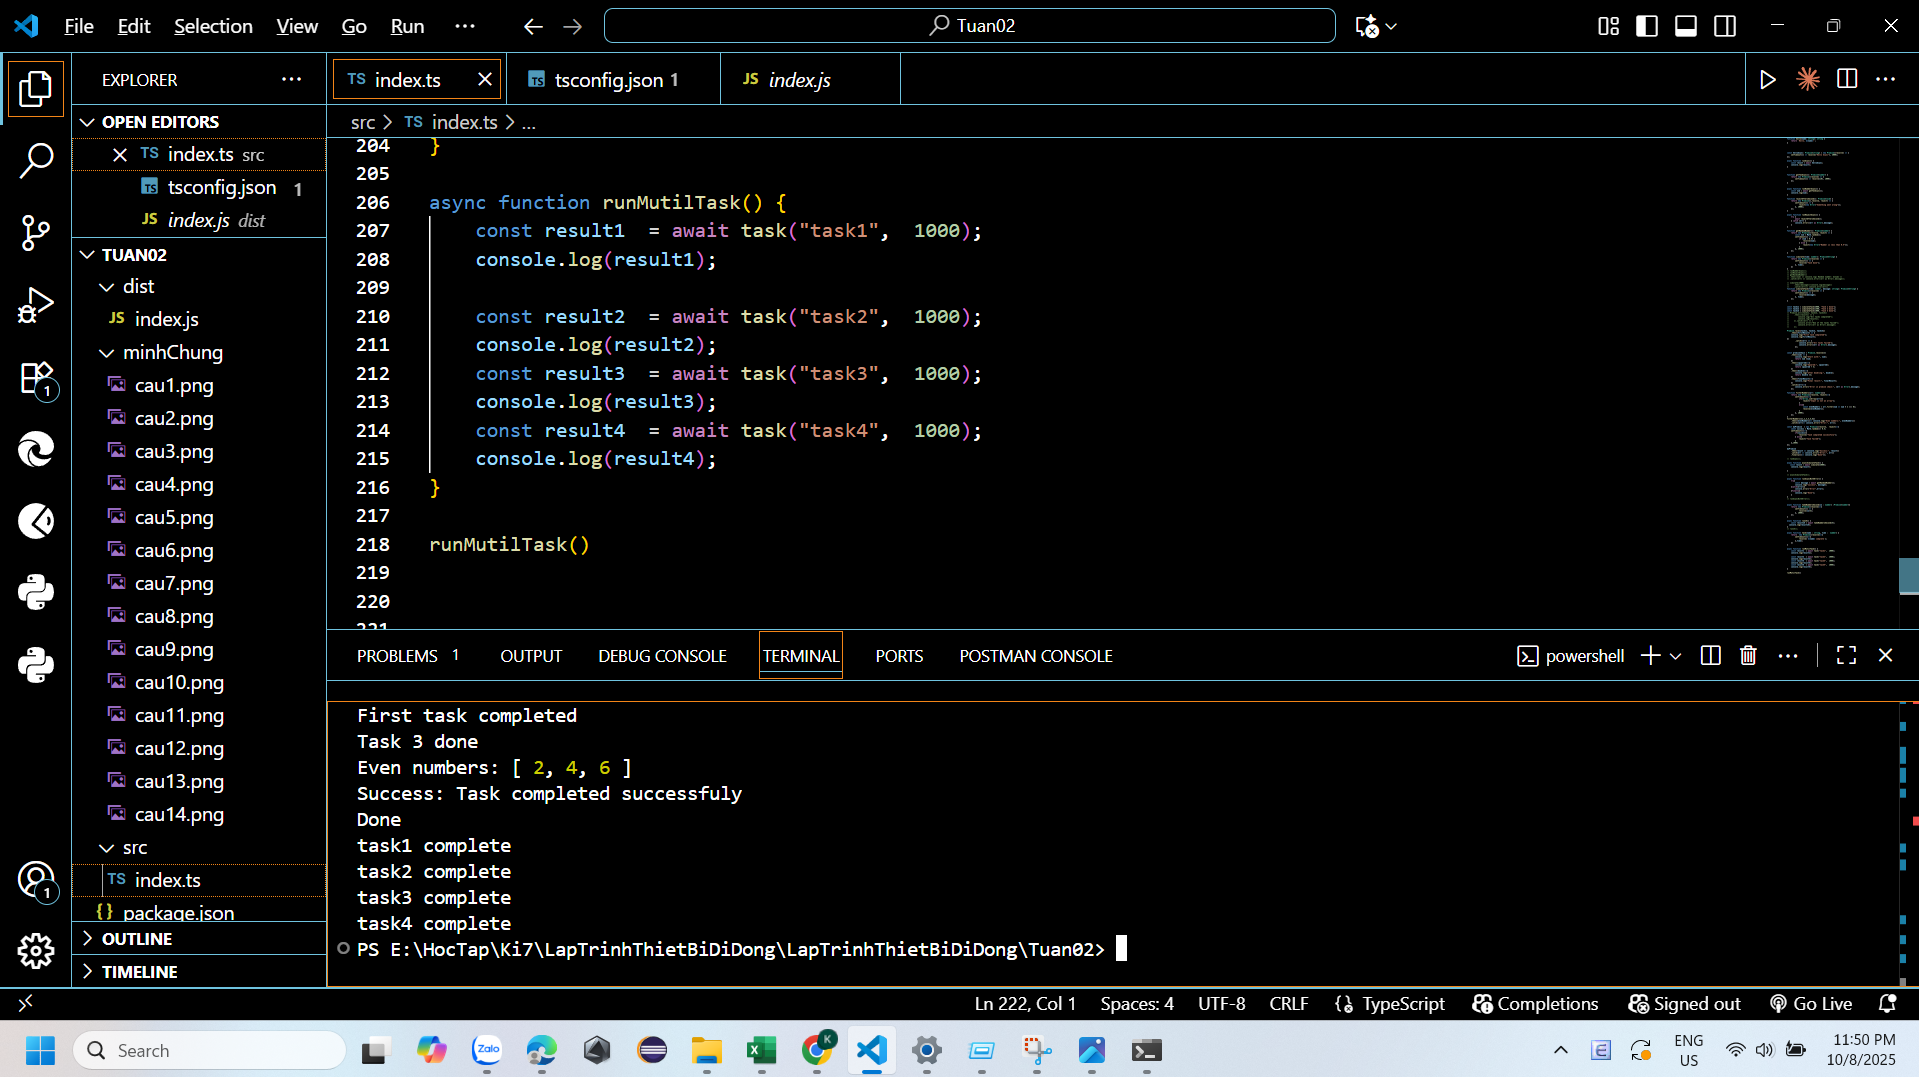 File Edit Selection View Go Run ··· Tuan02
EXPLORER ···
OPEN EDITORS
TS index.ts src
TS tsconfig.json 1
JS index.js dist
TUAN02
dist
JS index.js
minhChung
cau1.png
cau2.png
cau3.png
cau4.png
cau5.png
cau6.png
cau7.png
cau8.png
cau9.png
cau10.png
cau11.png
cau12.png
cau13.png
cau14.png
src
TS index.ts
{} package.json
OUTLINE
TIMELINE
1
1
TS index.ts
TS tsconfig.json 1
JS index.js
src > TS index.ts > ...
204 }
205
206 async function runMutilTask() {
207 const result1  = await task("task1",  1000);
208 console.log(result1);
209
210 const result2  = await task("task2",  1000);
211 console.log(result2);
212 const result3  = await task("task3",  1000);
213 console.log(result3);
214 const result4  = await task("task4",  1000);
215 console.log(result4);
216 }
217
218 runMutilTask()
219
220
221
PROBLEMS 1 OUTPUT DEBUG CONSOLE TERMINAL PORTS POSTMAN CONSOLE powershell
First task completed
Task 3 done
Even numbers: [ 2, 4, 6 ]
Success: Task completed successfuly
Done
task1 complete
task2 complete
task3 complete
task4 complete
PS E:\HocTap\Ki7\LapTrinhThietBiDiDong\LapTrinhThietBiDiDong\Tuan02>
Ln 222, Col 1 Spaces: 4 UTF-8 CRLF TypeScript Completions Signed out Go Live
Search
Zalo
K
E
ENG
US
11:50 PM
10/8/2025